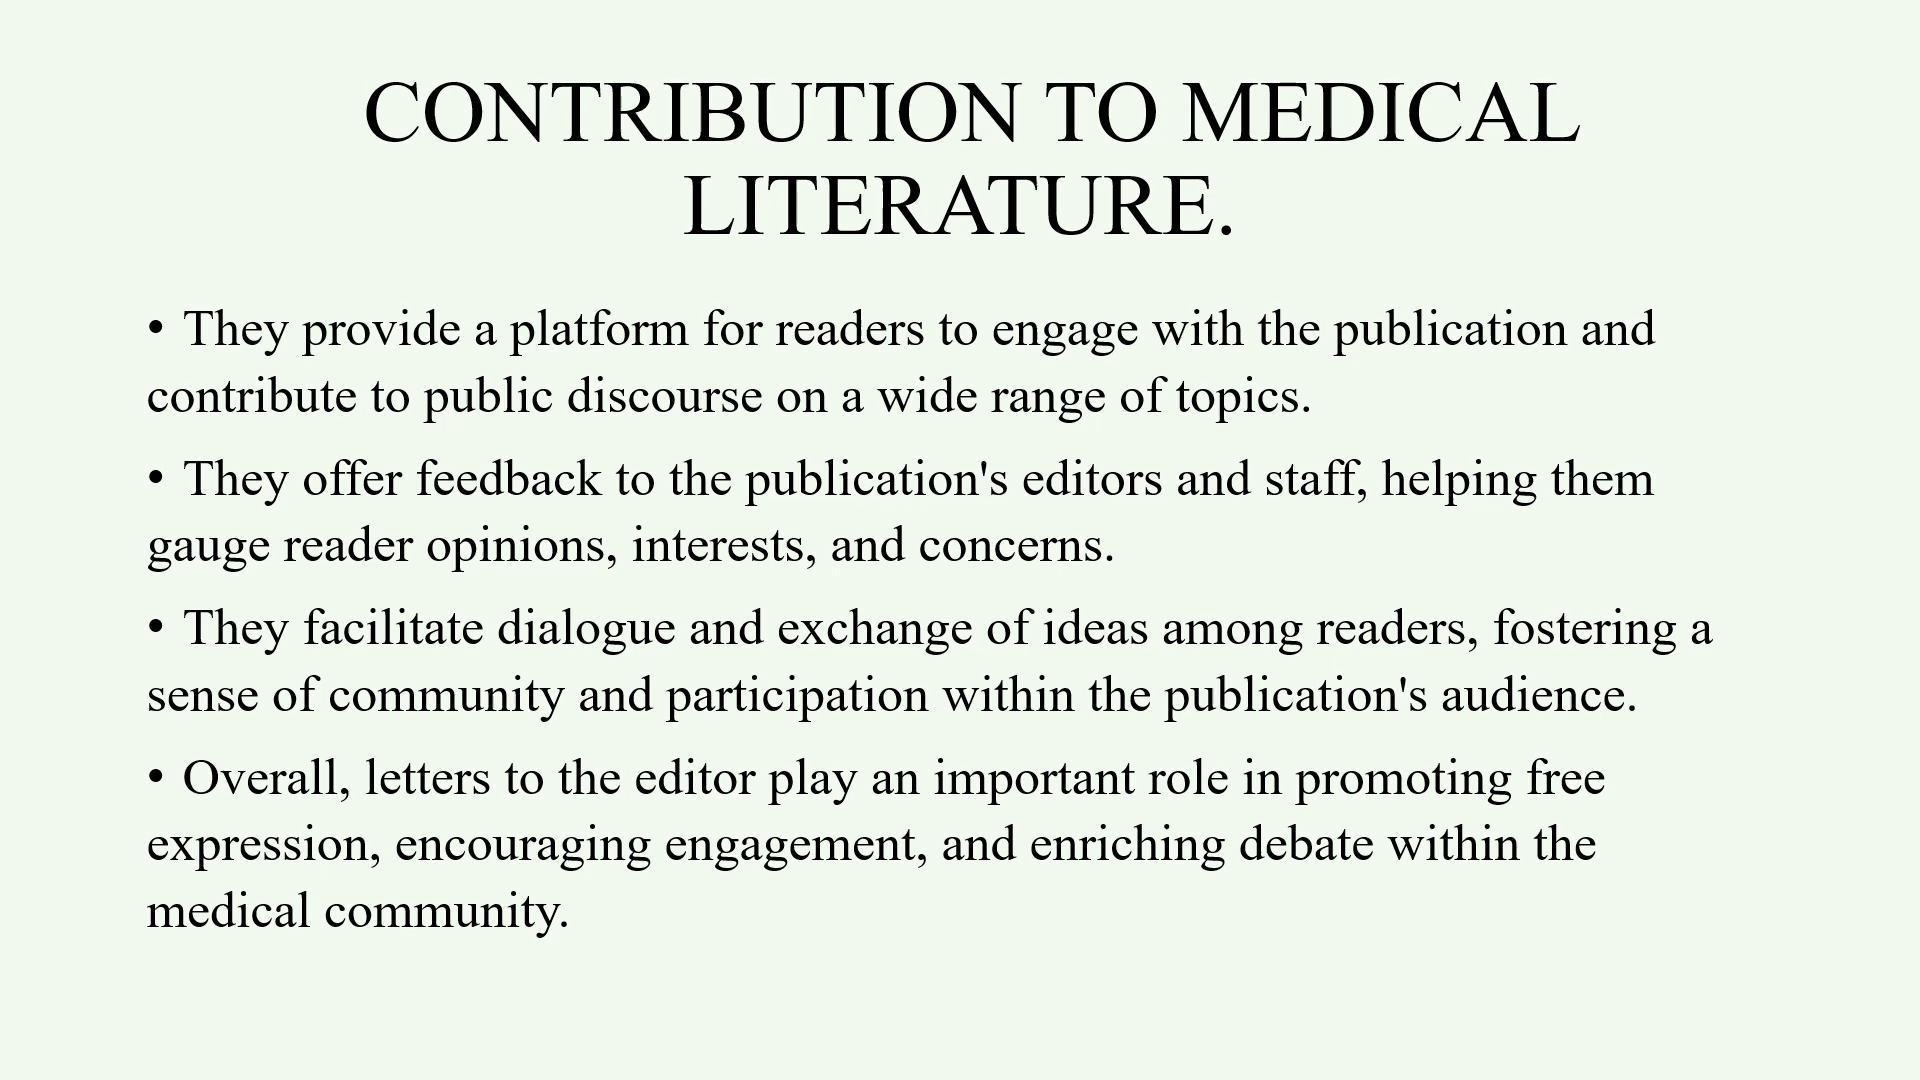 CONTRIBUTION TO MEDICAL
LITERATURE.
• They provide a platform for readers to engage with the publication and
contribute to public discourse on a wide range of topics.
• They offer feedback to the publication's editors and staff, helping them
gauge reader opinions, interests, and concerns.
• They facilitate dialogue and exchange of ideas among readers, fostering a
sense of community and participation within the publication's audience.
• Overall, letters to the editor play an important role in promoting free
expression, encouraging engagement, and enriching debate within the
medical community.